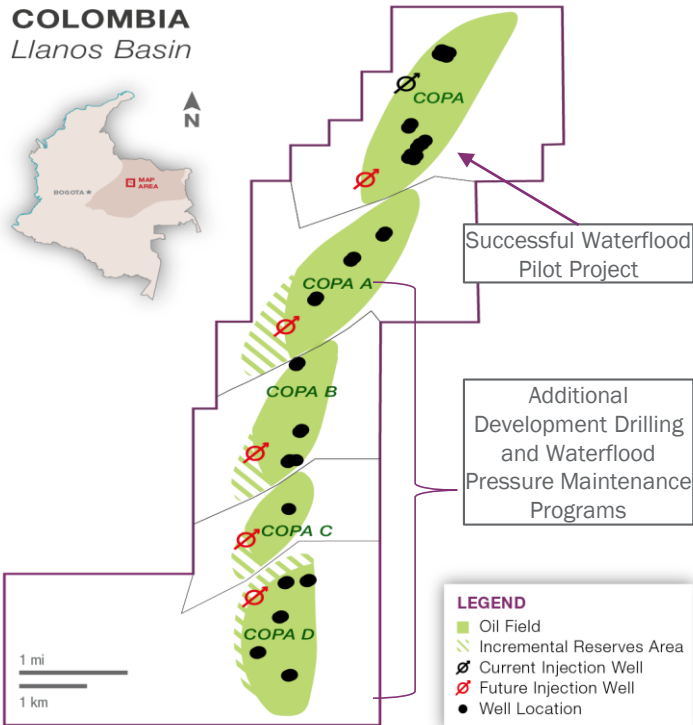 COLOMBIA
Llanos Basin
N
BOGOTA
MAP
AREA
COPA
Successful Waterflood
Pilot Project
COPA A
COPA B
Additional
Development Drilling
and Waterflood
Pressure Maintenance
Programs
COPA C
COPA D
1 mi
1 km
LEGEND
Oil Field
Incremental Reserves Area
Current Injection Well
Future Injection Well
Well Location